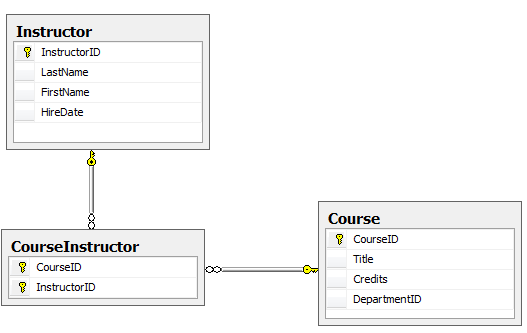 Instructor
InstructorID
LastName
FirstName
HireDate
CourseInstructor
CourseID
InstructorID
Course
CourseID
Title
Credits
DepartmentID